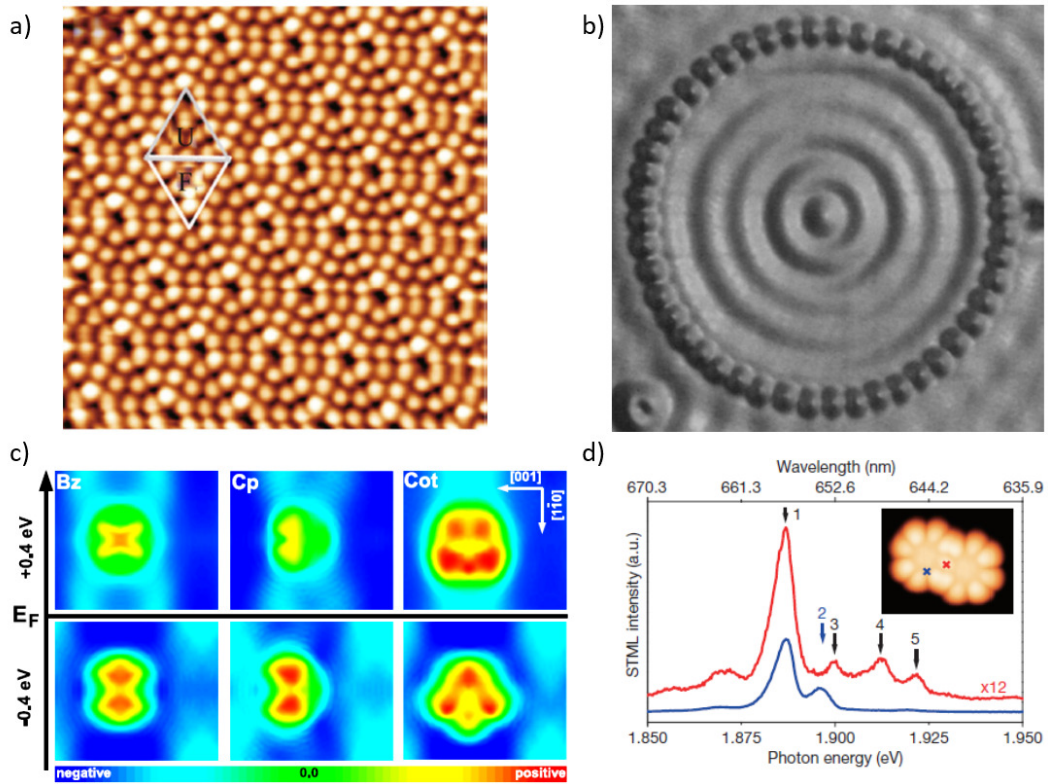 a)
U
F
b)
c)
Bz
Cp
Cot
[001]
[11̄0]
+0.4 eV
E_F
-0.4 eV
negative
0,0
positive
d)
Wavelength (nm)
670.3 661.3 652.6 644.2 635.9
STML intensity (a.u.)
1
2
3
4
5
x12
1.850 1.875 1.900 1.925 1.950
Photon energy (eV)